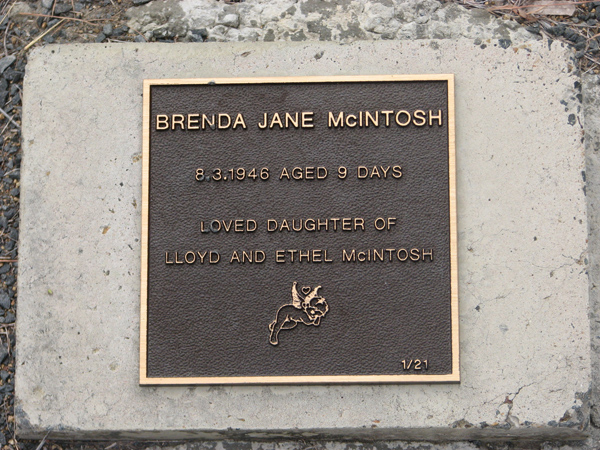 BRENDA JANE McINTOSH
8.3.1946 AGED 9 DAYS
LOVED DAUGHTER OF
LLOYD AND ETHEL McINTOSH
1/21